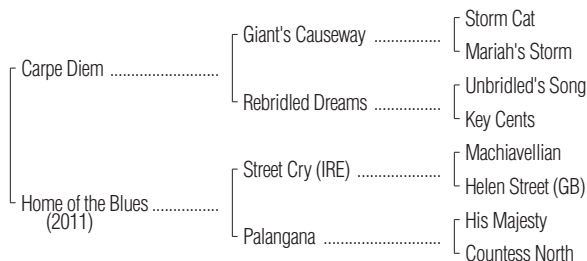 Storm Cat
Giant's Causeway ................
Mariah's Storm
Carpe Diem ......................
Unbridled's Song
Rebridled Dreams ..............
Key Cents
Machiavellian
Street Cry (IRE) ..................
Helen Street (GB)
Home of the Blues .............
(2011)
His Majesty
Palangana .........................
Countess North